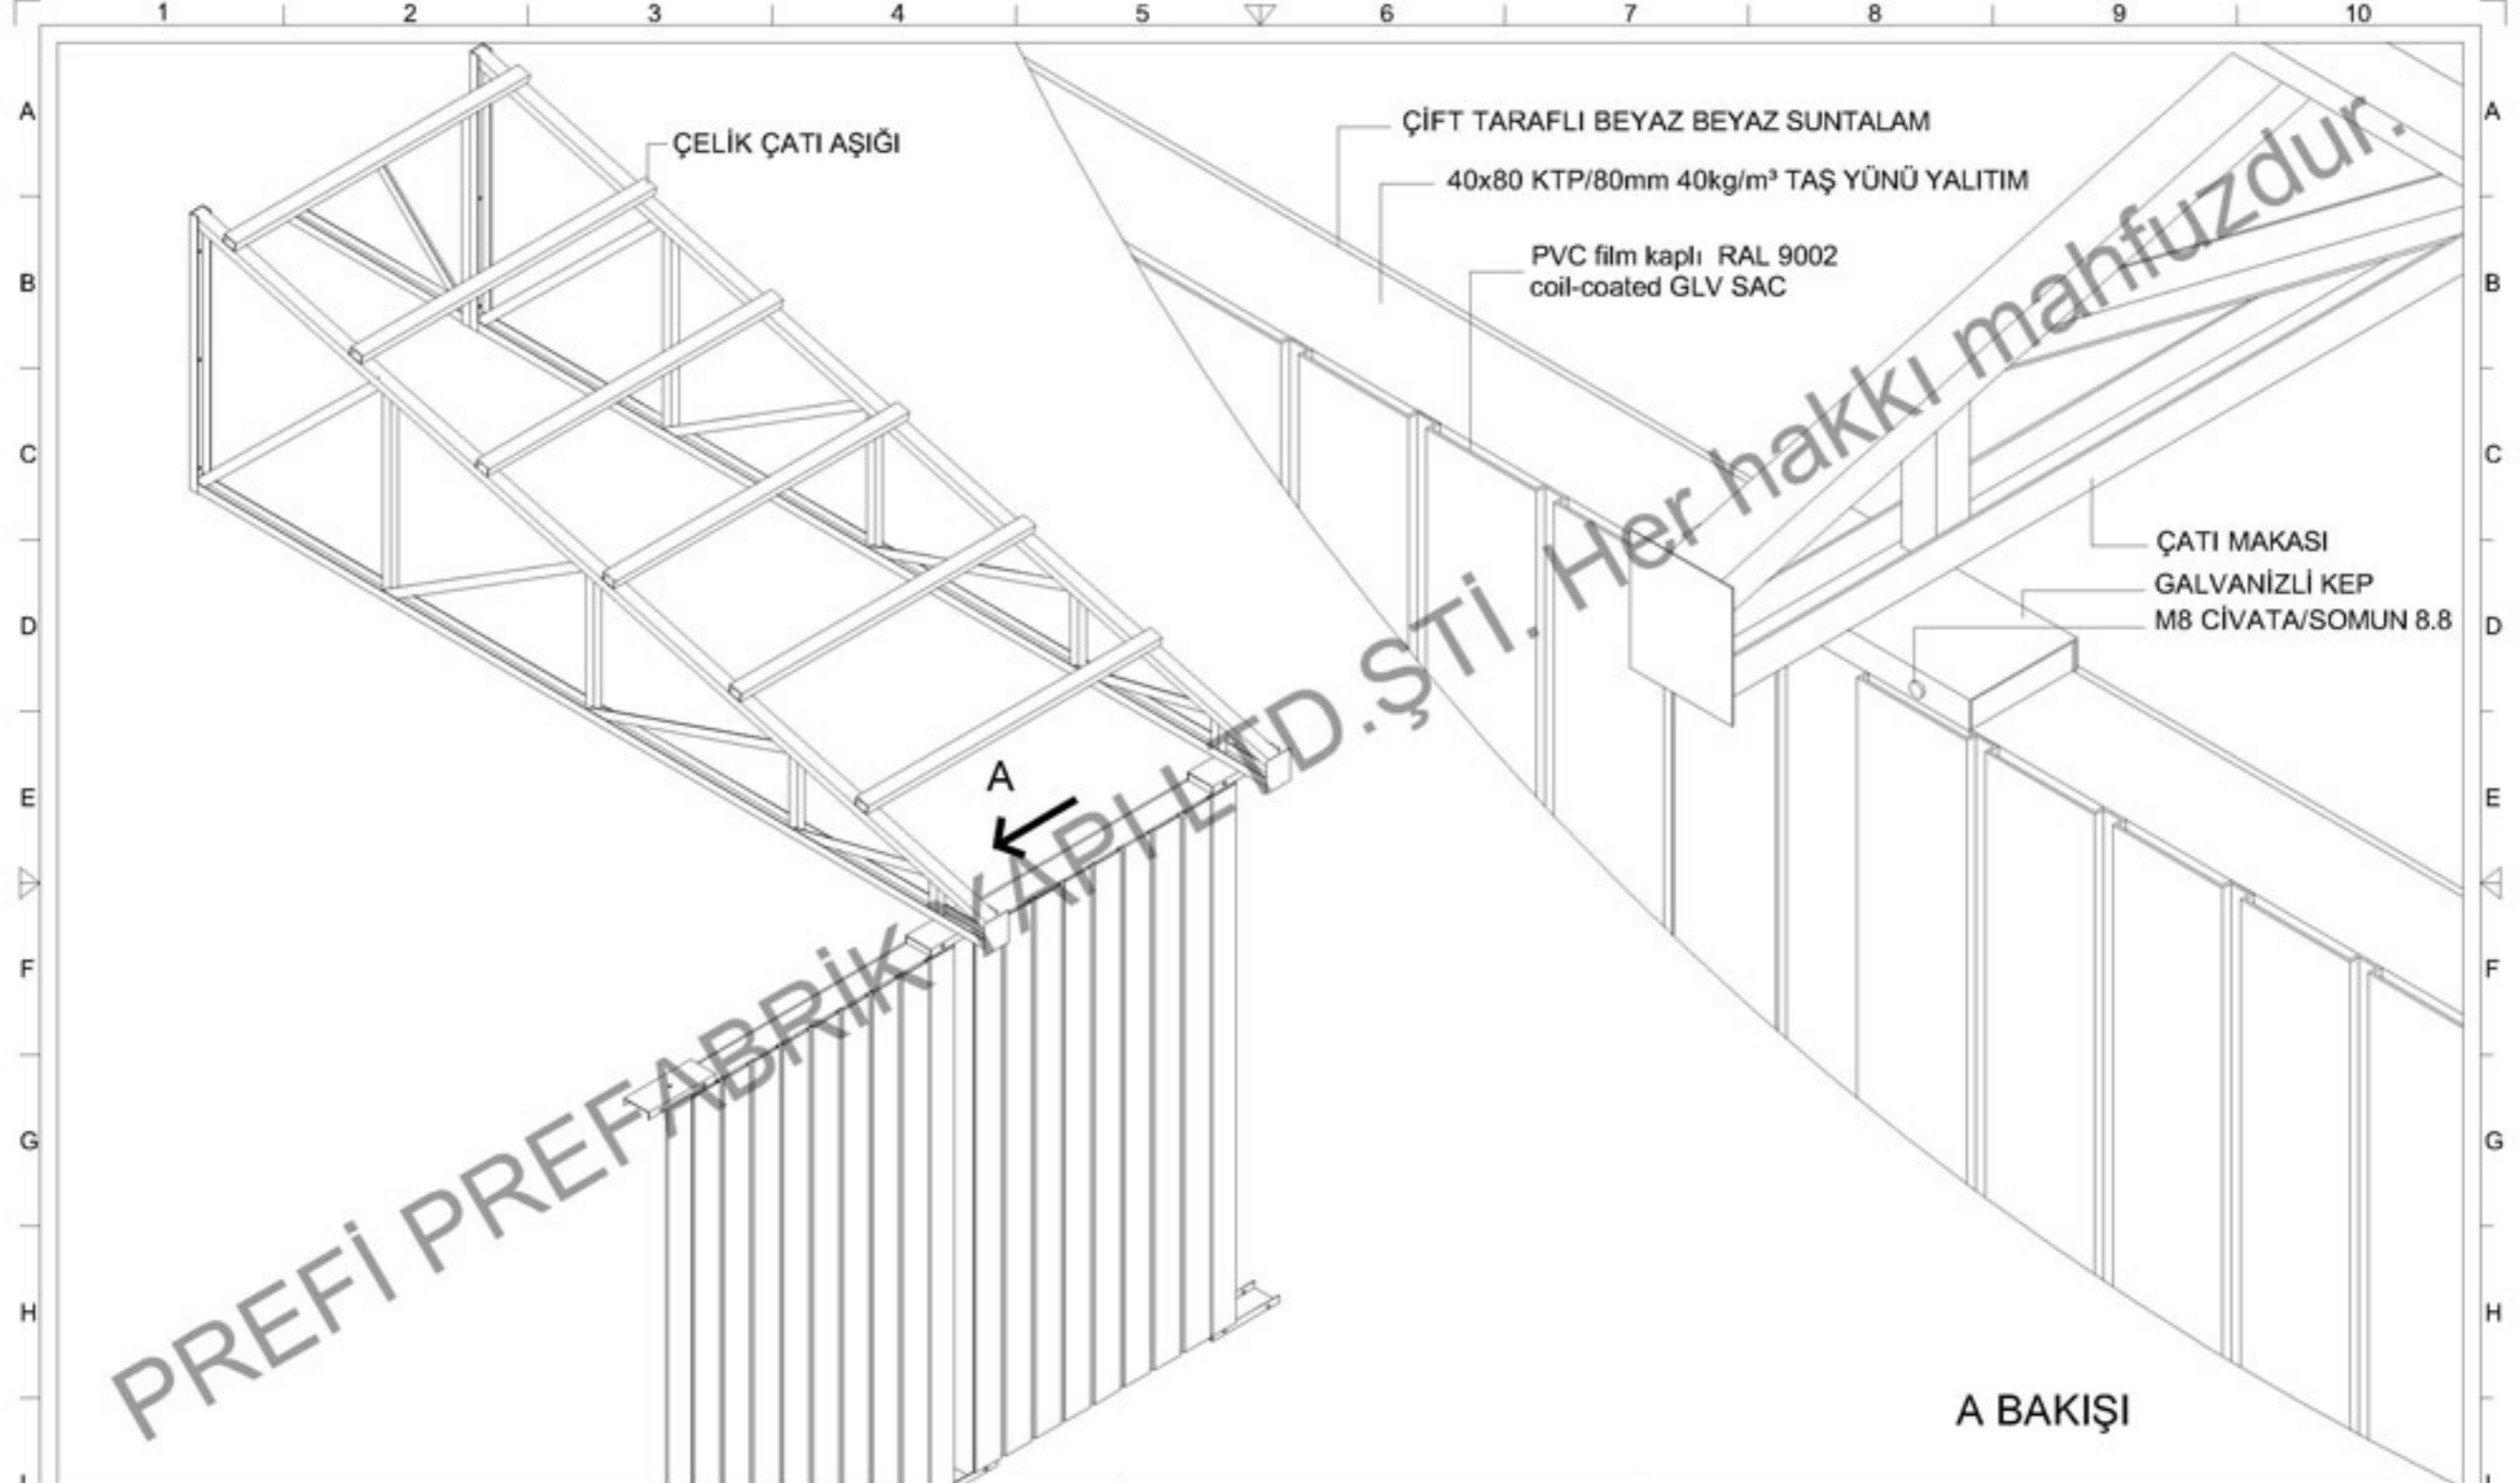 1 2 3 4 5 6 7 8 9 10
A A
ÇİFT TARAFLI BEYAZ BEYAZ SUNTALAM
ÇELİK ÇATI AŞIĞI
40x80 KTP/80mm 40kg/m³ TAŞ YÜNÜ YALITIM
PVC film kaplı RAL 9002
coil-coated GLV SAC
B B
C C
ÇATI MAKASI
GALVANİZLİ KEP
M8 CİVATA/SOMUN 8.8
D D
A
E E
F F
G G
H H
A BAKIŞI
PREFİ PREFABRİK YAPI LTD.ŞTİ. Her hakkı mahfuzdur.